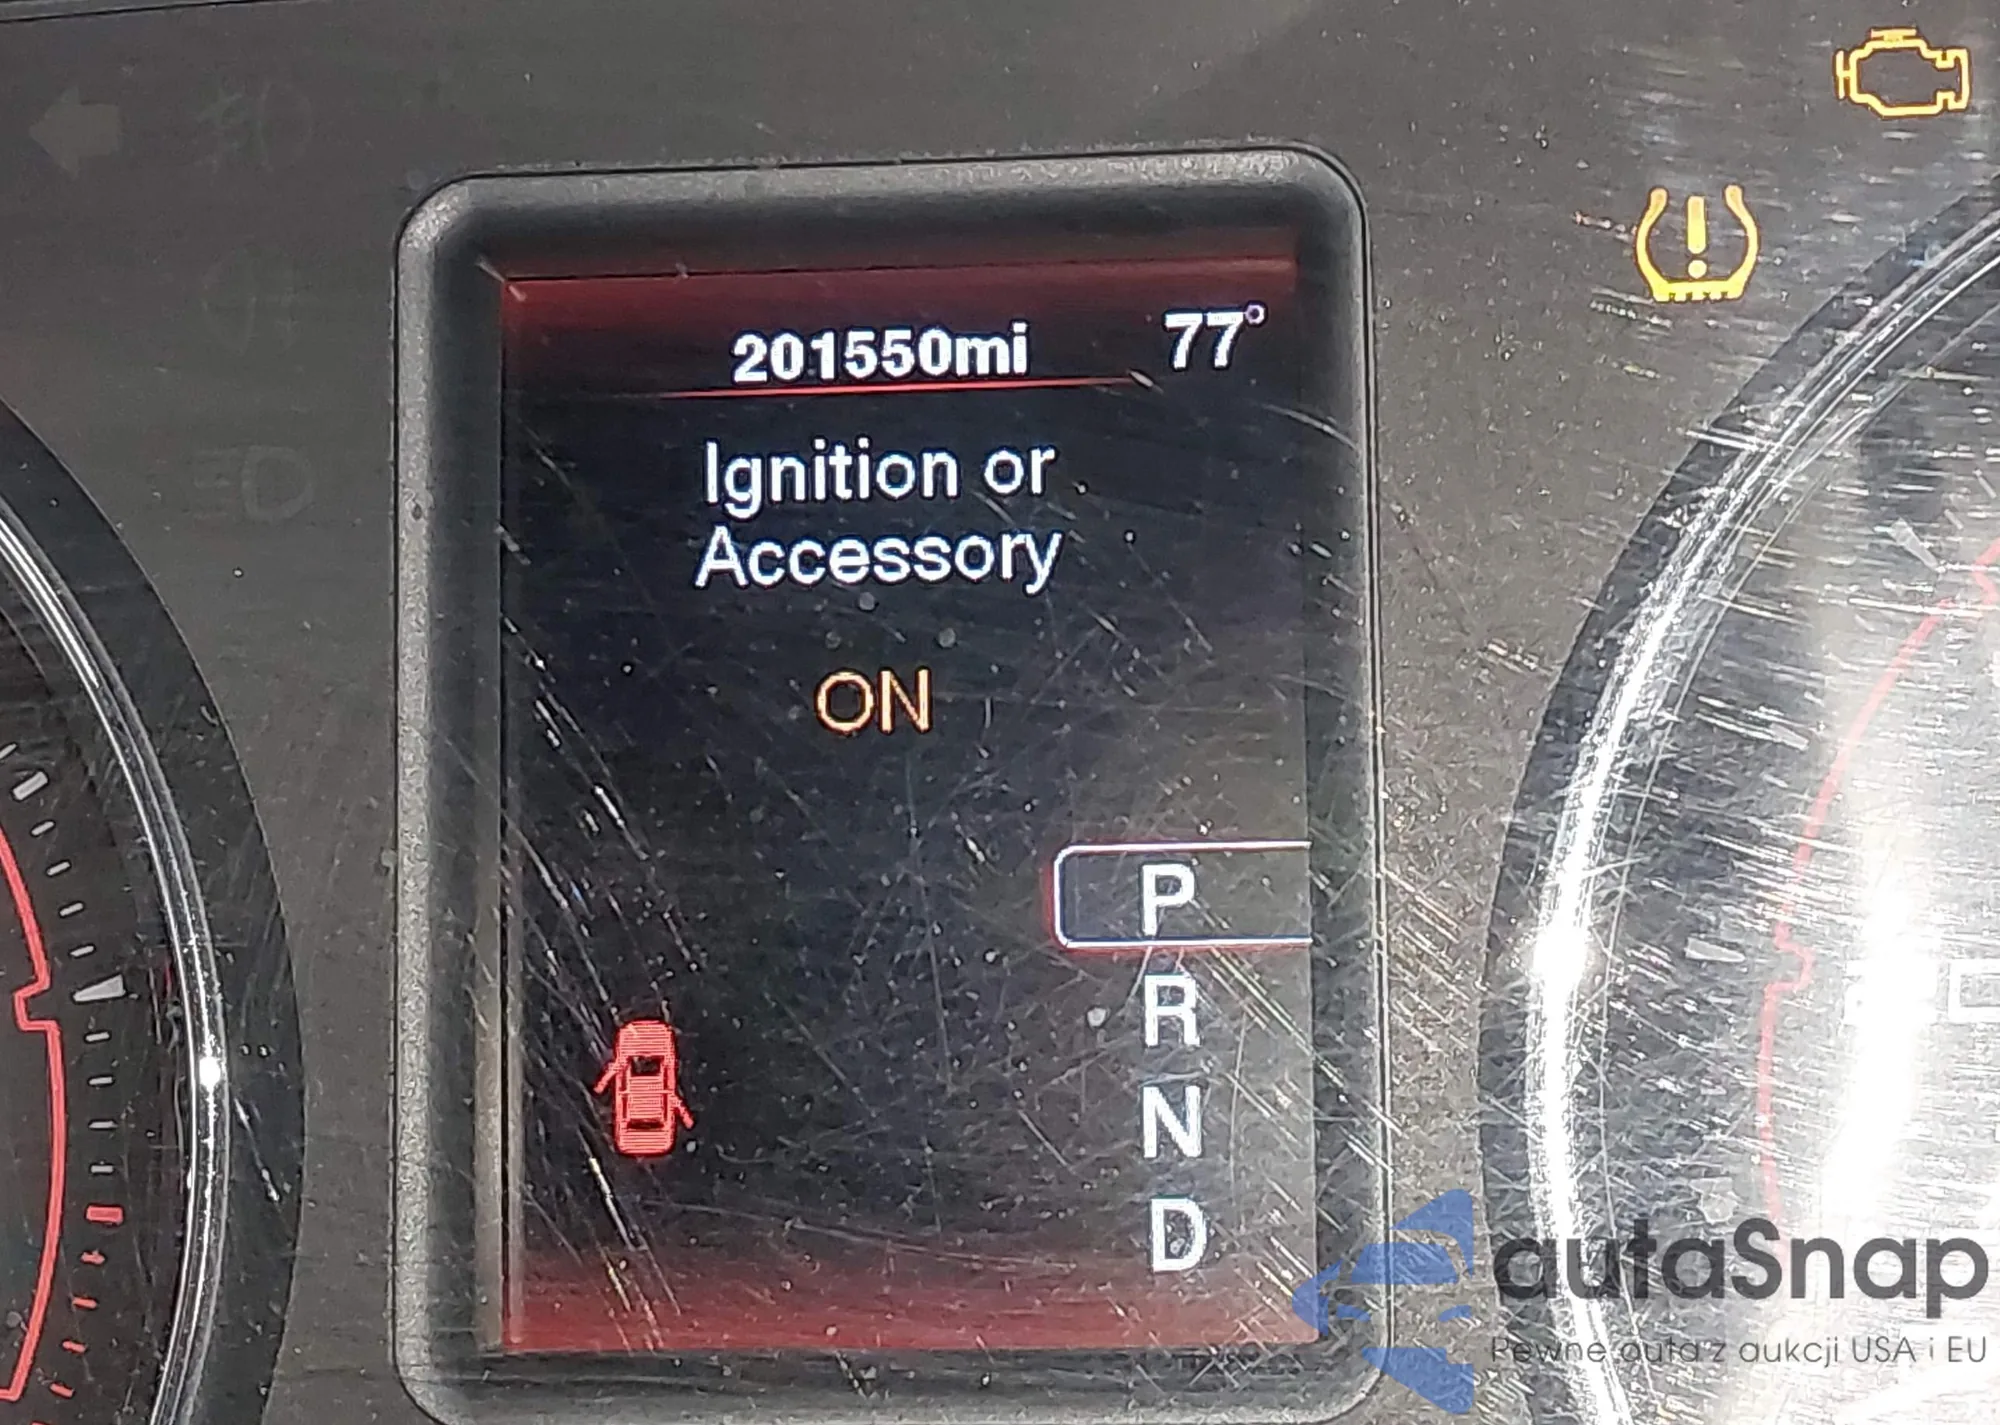 201550mi 77°
Ignition or
Accessory
ON
P
R
N
D
autaSnap
Pewne auta z aukcji USA i EU